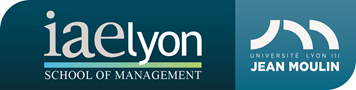 iaelyon
SCHOOL OF MANAGEMENT
UNIVERSITÉ LYON III
JEAN MOULIN